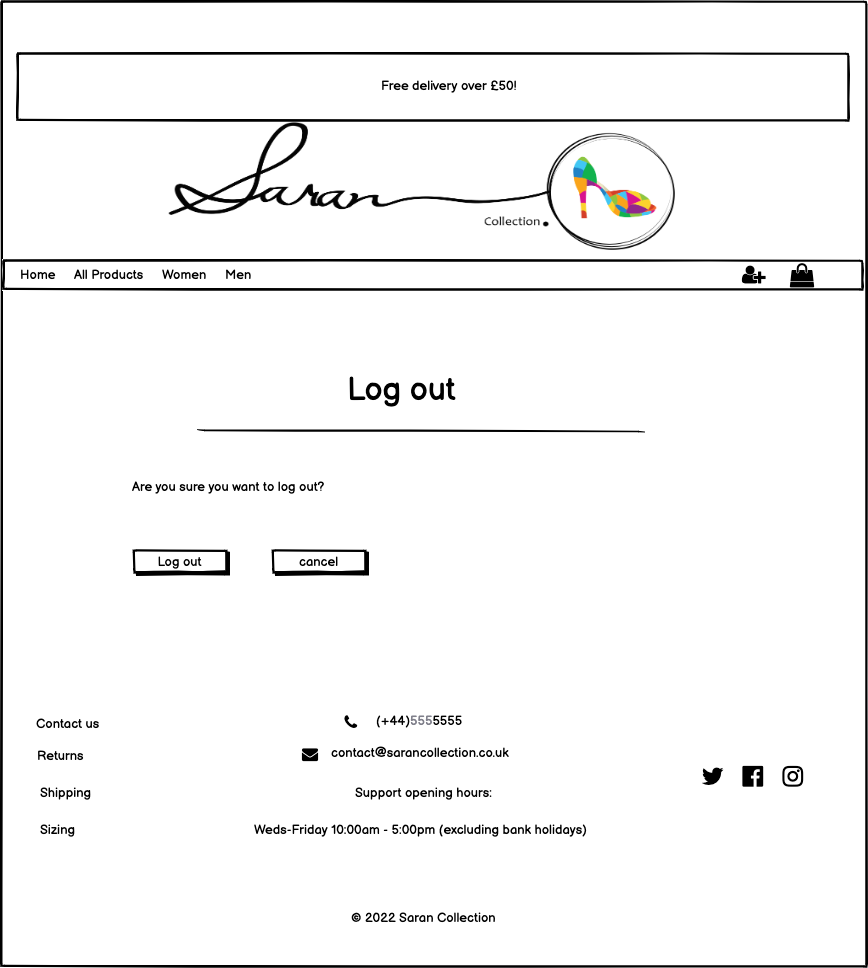 Free delivery over £50!
Saran
Collection
Home All Products Women Men
Log out
Are you sure you want to log out?
Log out cancel
Contact us
(+44)5555555
Returns
contact@sarancollection.co.uk
Shipping
Support opening hours:
Sizing
Weds-Friday 10:00am - 5:00pm (excluding bank holidays)
© 2022 Saran Collection